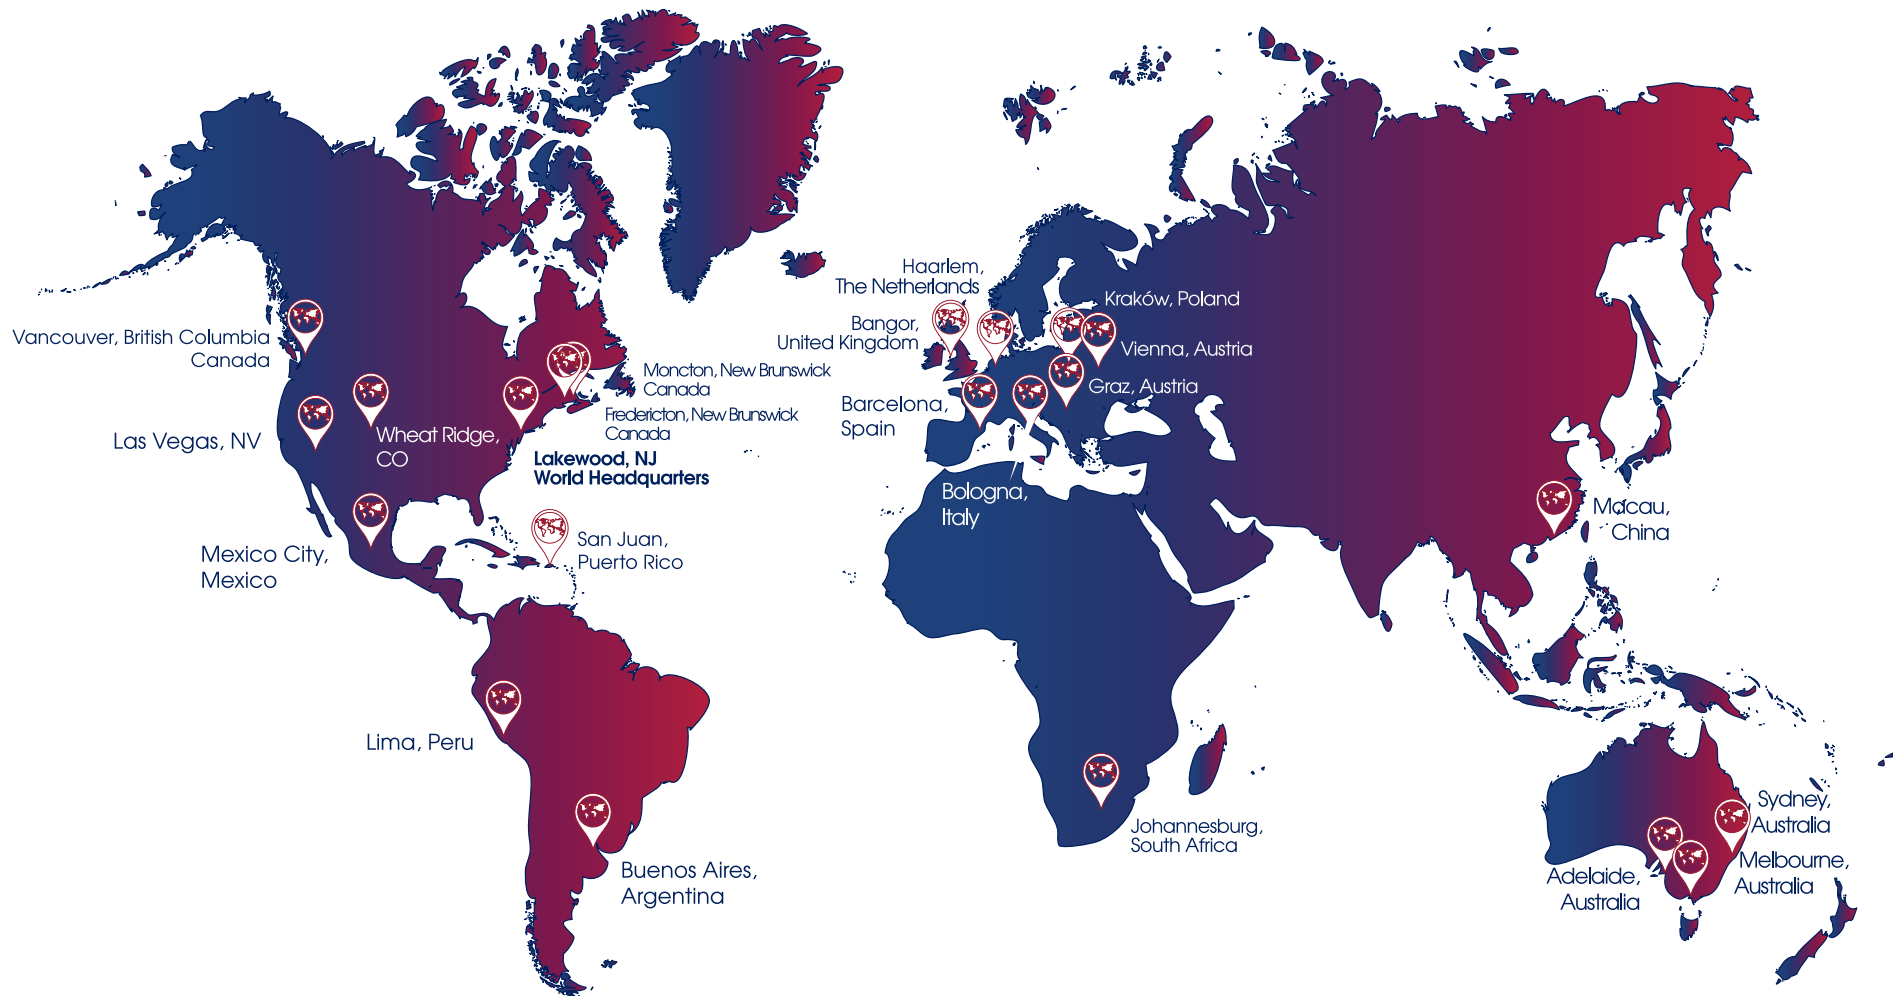 Vancouver, British Columbia
Canada
Las Vegas, NV
Wheat Ridge,
CO
Moncton, New Brunswick
Canada
Fredericton, New Brunswick
Canada
Lakewood, NJ
World Headquarters
Mexico City,
Mexico
San Juan,
Puerto Rico
Lima, Peru
Buenos Aires,
Argentina
Haarlem,
The Netherlands
Bangor,
United Kingdom
Kraków, Poland
Vienna, Austria
Graz, Austria
Barcelona,
Spain
Bologna,
Italy
Johannesburg,
South Africa
Macau,
China
Sydney,
Australia
Melbourne,
Australia
Adelaide,
Australia